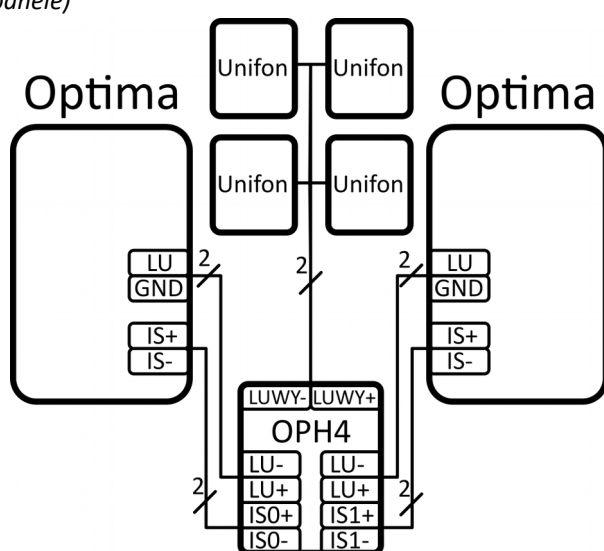 panele)
Optima
Unifon Unifon
Optima
Unifon Unifon
LU
GND
IS+
IS-
2
2
2
LU
GND
IS+
IS-
LUWY- LUWY+
OPH4
LU- LU-
LU+ LU+
IS0+ IS1+
IS0- IS1-
2
2